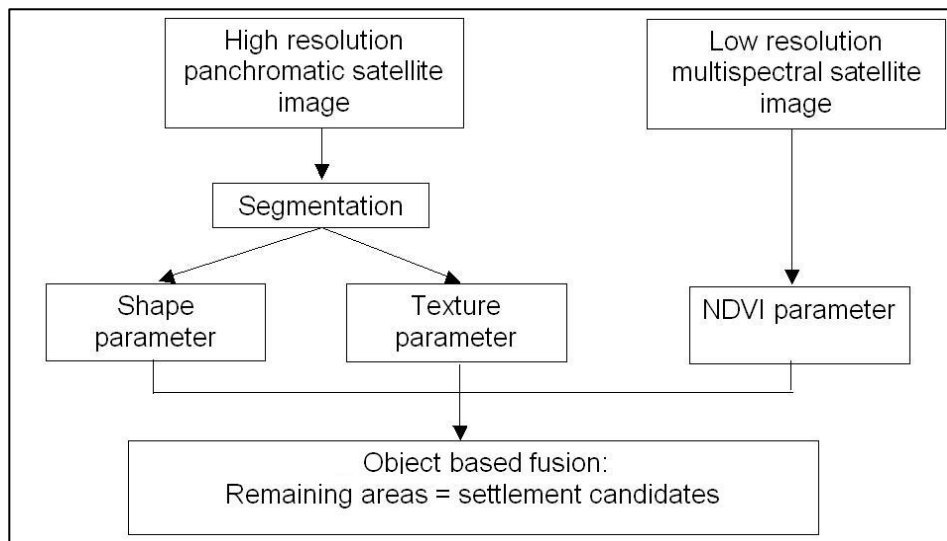 High resolution
panchromatic satellite
image
Low resolution
multispectral satellite
image
Segmentation
Shape
parameter
Texture
parameter
NDVI parameter
Object based fusion:
Remaining areas = settlement candidates